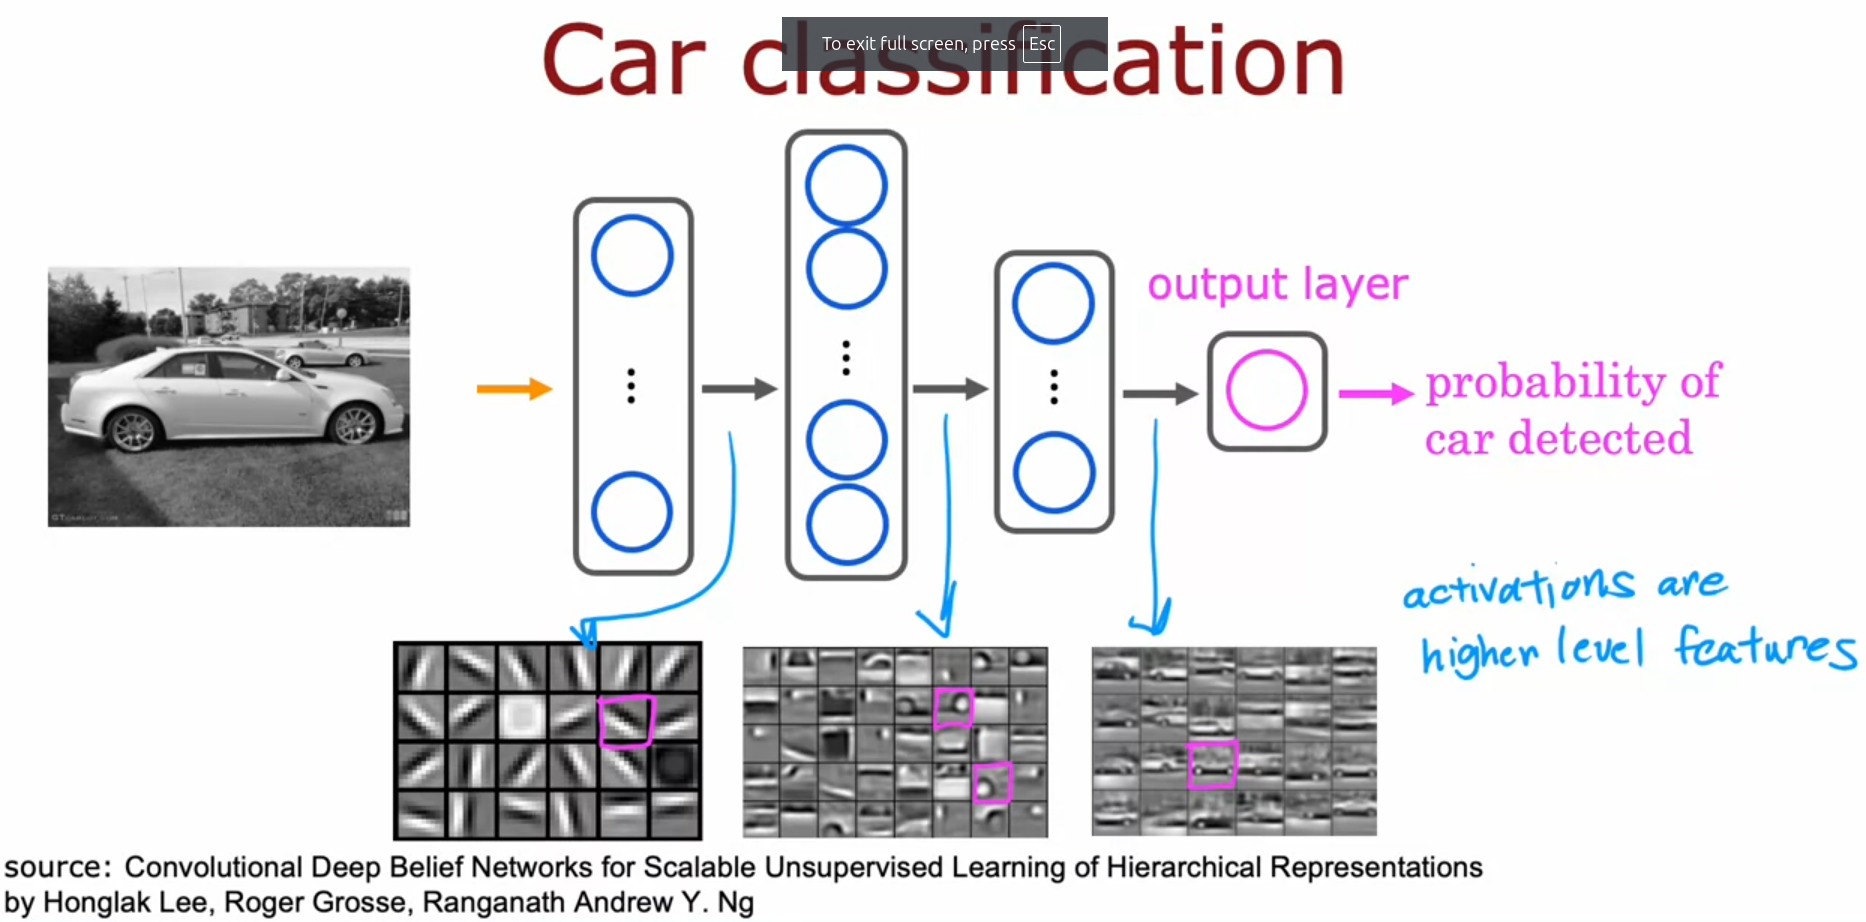 Car classification
To exit full screen, press Esc
output layer
probability of
car detected
activations are
higher level features
source: Convolutional Deep Belief Networks for Scalable Unsupervised Learning of Hierarchical Representations
by Honglak Lee, Roger Grosse, Ranganath Andrew Y. Ng